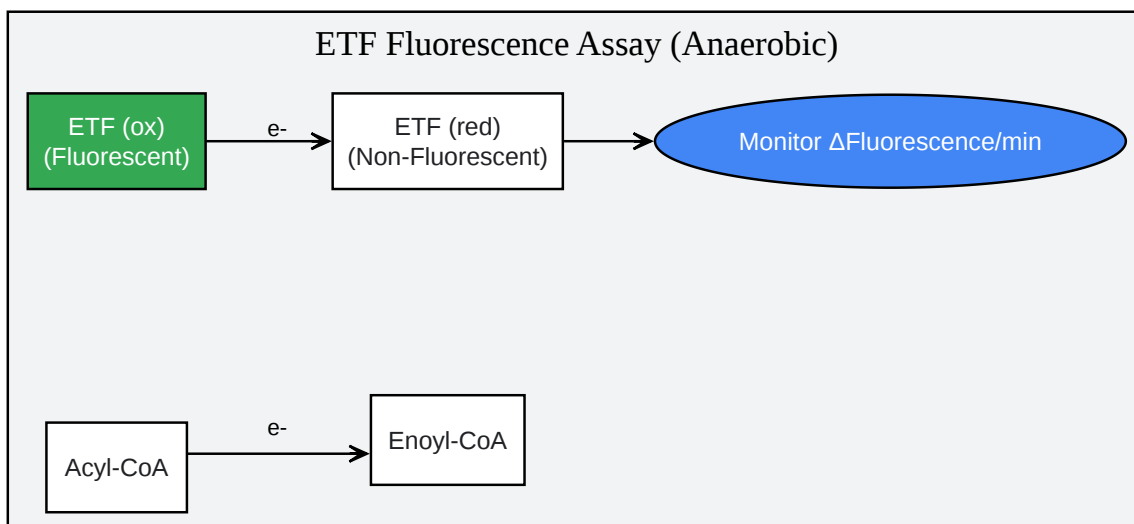 ETF Fluorescence Assay (Anaerobic)
ETF (ox)
(Fluorescent)
e-
ETF (red)
(Non-Fluorescent)
Monitor ΔFluorescence/min
Acyl-CoA
e-
Enoyl-CoA